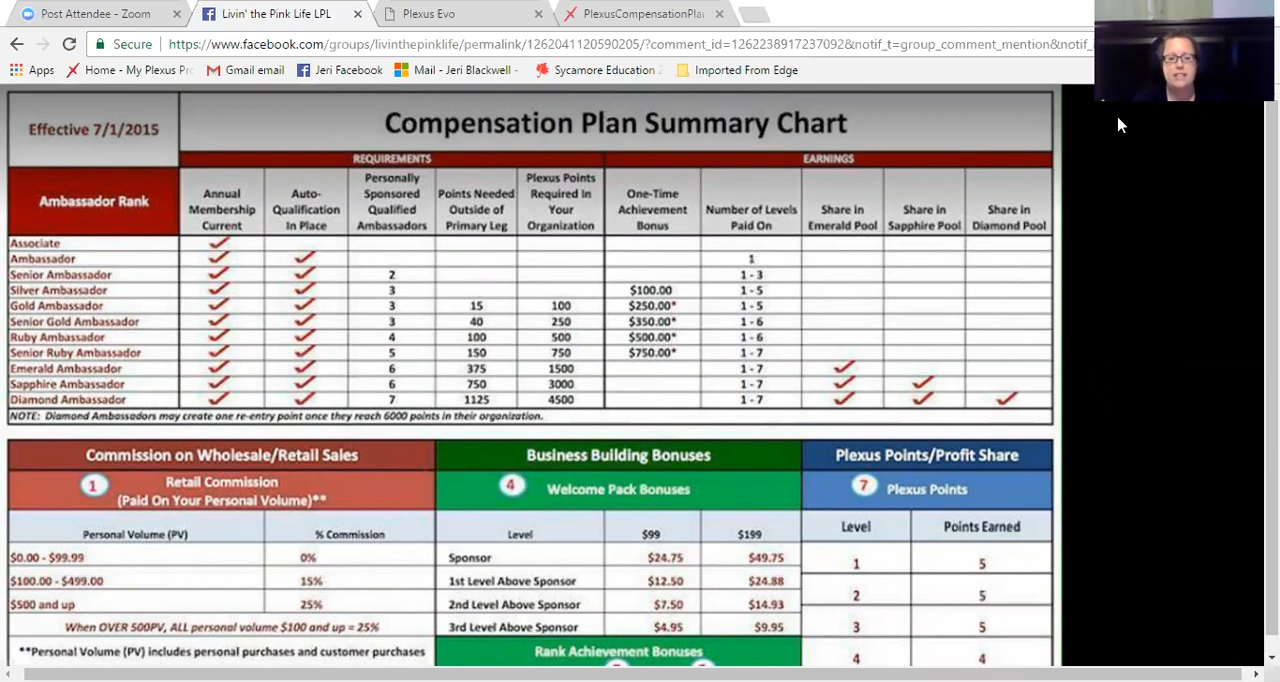 Post Attendee - Zoom
Livin' the Pink Life LPL
Plexus Evo
PlexusCompensationPla
Secure https://www.facebook.com/groups/livinthepinklife/permalink/1262041120590205/?comment_id=1262238917237092&notif_t=group_comment_mention&notif_i
Apps Home - My Plexus Pr Gmail email Jeri Facebook Mail - Jeri Sycamore Education Imported From Edge
Effective 7/1/2015
Compensation Plan Summary Chart
REQUIREMENTS EARNINGS
Ambassador Rank
Annual Membership Current
Auto-Qualification In Place
Personally Sponsored Qualified Ambassadors
Points Needed Outside of Primary Leg
Plexus Points Required In Your Organization
One-Time Achievement Bonus
Number of Levels Paid On
Share in Emerald Pool
Share in Sapphire Pool
Share in Diamond Pool
Associate ✓
Ambassador ✓ ✓ 1
Senior Ambassador ✓ ✓ 2 1 - 3
Silver Ambassador ✓ ✓ 3 $100.00 1 - 5
Gold Ambassador ✓ ✓ 3 15 100 $250.00* 1 - 5
Senior Gold Ambassador ✓ ✓ 3 40 250 $350.00* 1 - 6
Ruby Ambassador ✓ ✓ 4 100 500 $500.00* 1 - 6
Senior Ruby Ambassador ✓ ✓ 5 150 750 $750.00* 1 - 7
Emerald Ambassador ✓ ✓ 6 375 1500 1 - 7 ✓
Sapphire Ambassador ✓ ✓ 6 750 3000 1 - 7 ✓ ✓
Diamond Ambassador ✓ ✓ 7 1125 4500 1 - 7 ✓ ✓ ✓
NOTE: Diamond Ambassadors may create one re-entry point once they reach 6000 points in their organization.
Commission on Wholesale/Retail Sales
1 Retail Commission
(Paid On Your Personal Volume)**
Personal Volume (PV) % Commission
$0.00 - $99.99 0%
$100.00 - $499.00 15%
$500 and up 25%
When OVER 500PV, ALL personal volume $100 and up = 25%
**Personal Volume (PV) includes personal purchases and customer purchases
Business Building Bonuses
4 Welcome Pack Bonuses
Level $99 $199
Sponsor $24.75 $49.75
1st Level Above Sponsor $12.50 $24.88
2nd Level Above Sponsor $7.50 $14.93
3rd Level Above Sponsor $4.95 $9.95
Rank Achievement Bonuses
Plexus Points/Profit Share
7 Plexus Points
Level Points Earned
1 5
2 5
3 5
4 4